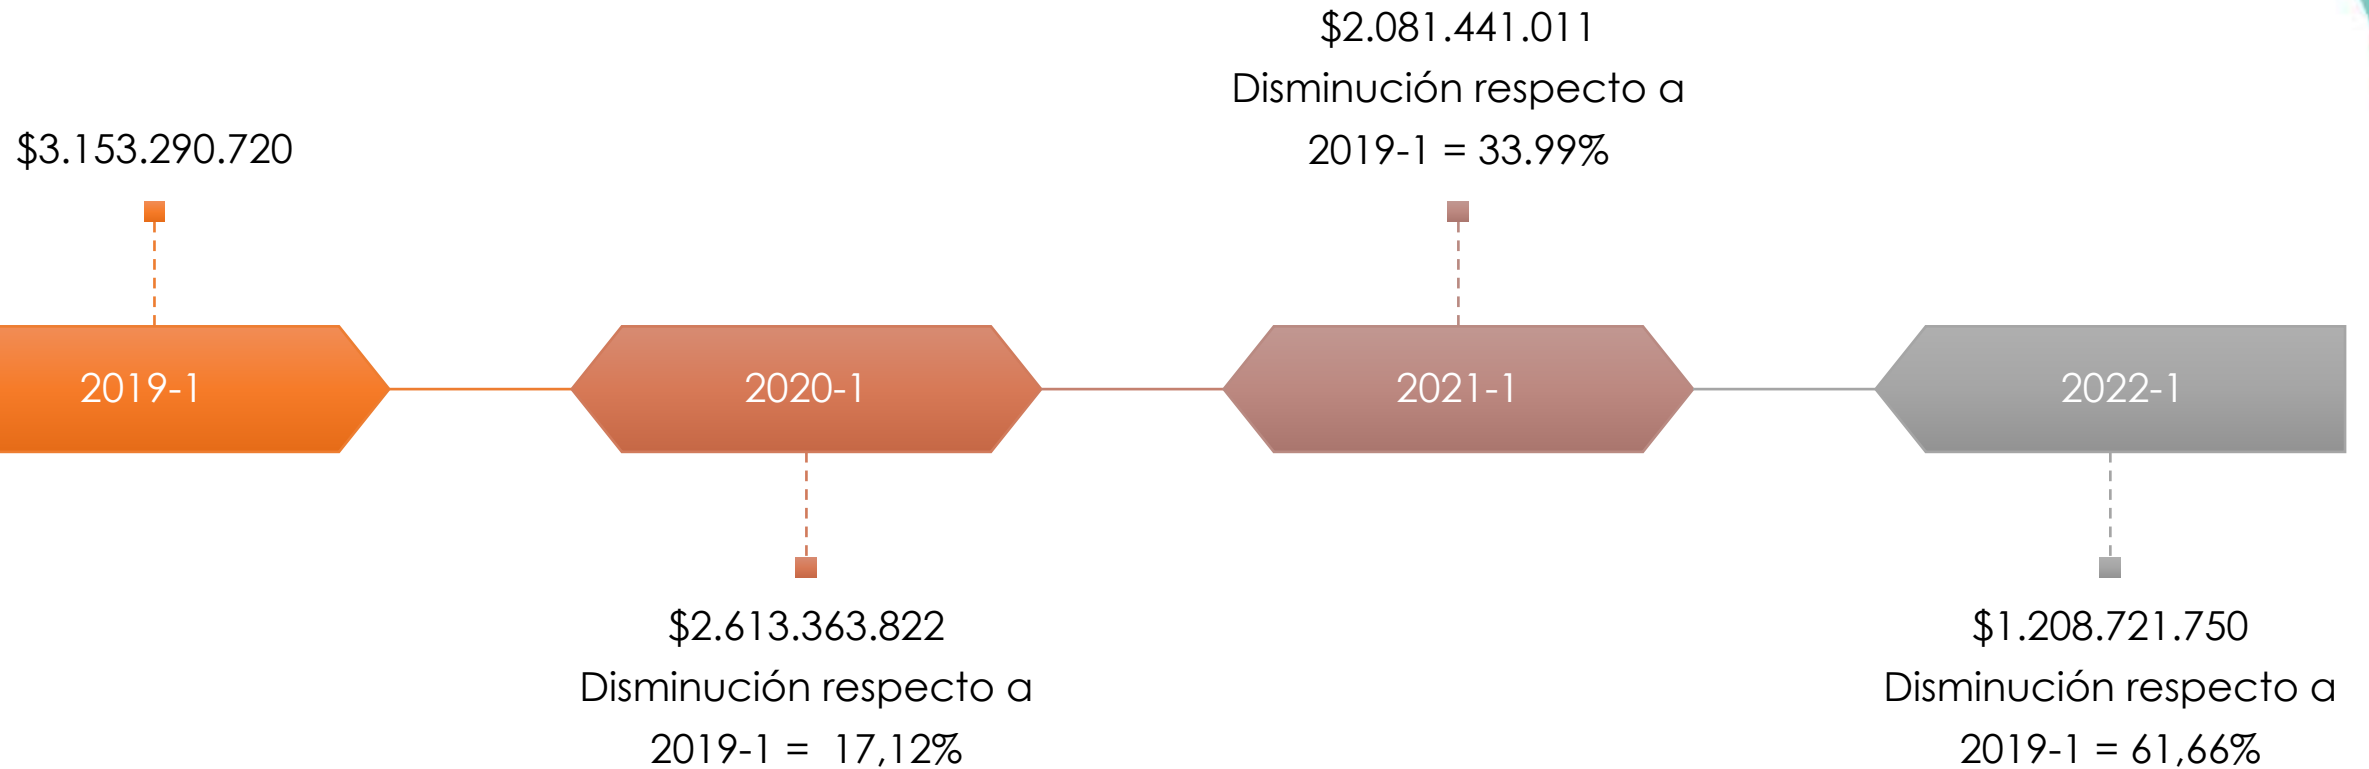 $3.153.290.720
2019-1
2020-1
$2.613.363.822
Disminución respecto a
2019-1 =  17,12%
$2.081.441.011
Disminución respecto a
2019-1 = 33.99%
2021-1
2022-1
$1.208.721.750
Disminución respecto a
2019-1 = 61,66%